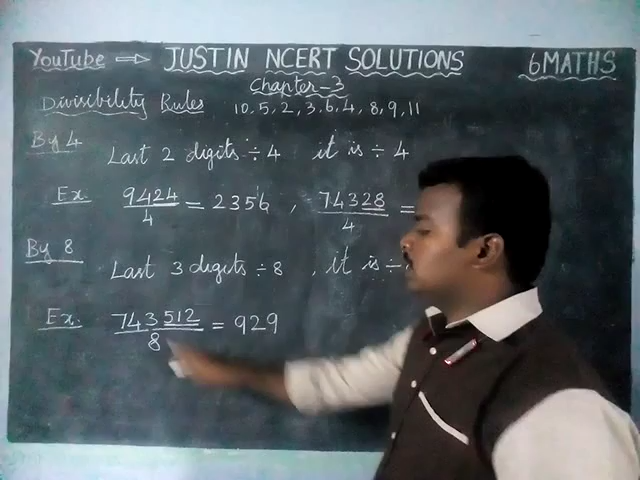 YouTube ⇒ JUSTIN NCERT SOLUTIONS 6 MATHS
Chapter-3
Divisibility Rules 10, 5, 2, 3, 6, 4, 8, 9, 11
By 4 Last 2 digits ÷ 4 it is ÷ 4
Ex. 9424/4 = 2356, 74328/4 =
By 8 Last 3 digits ÷ 8, it is ÷
Ex. 743512/8 = 929